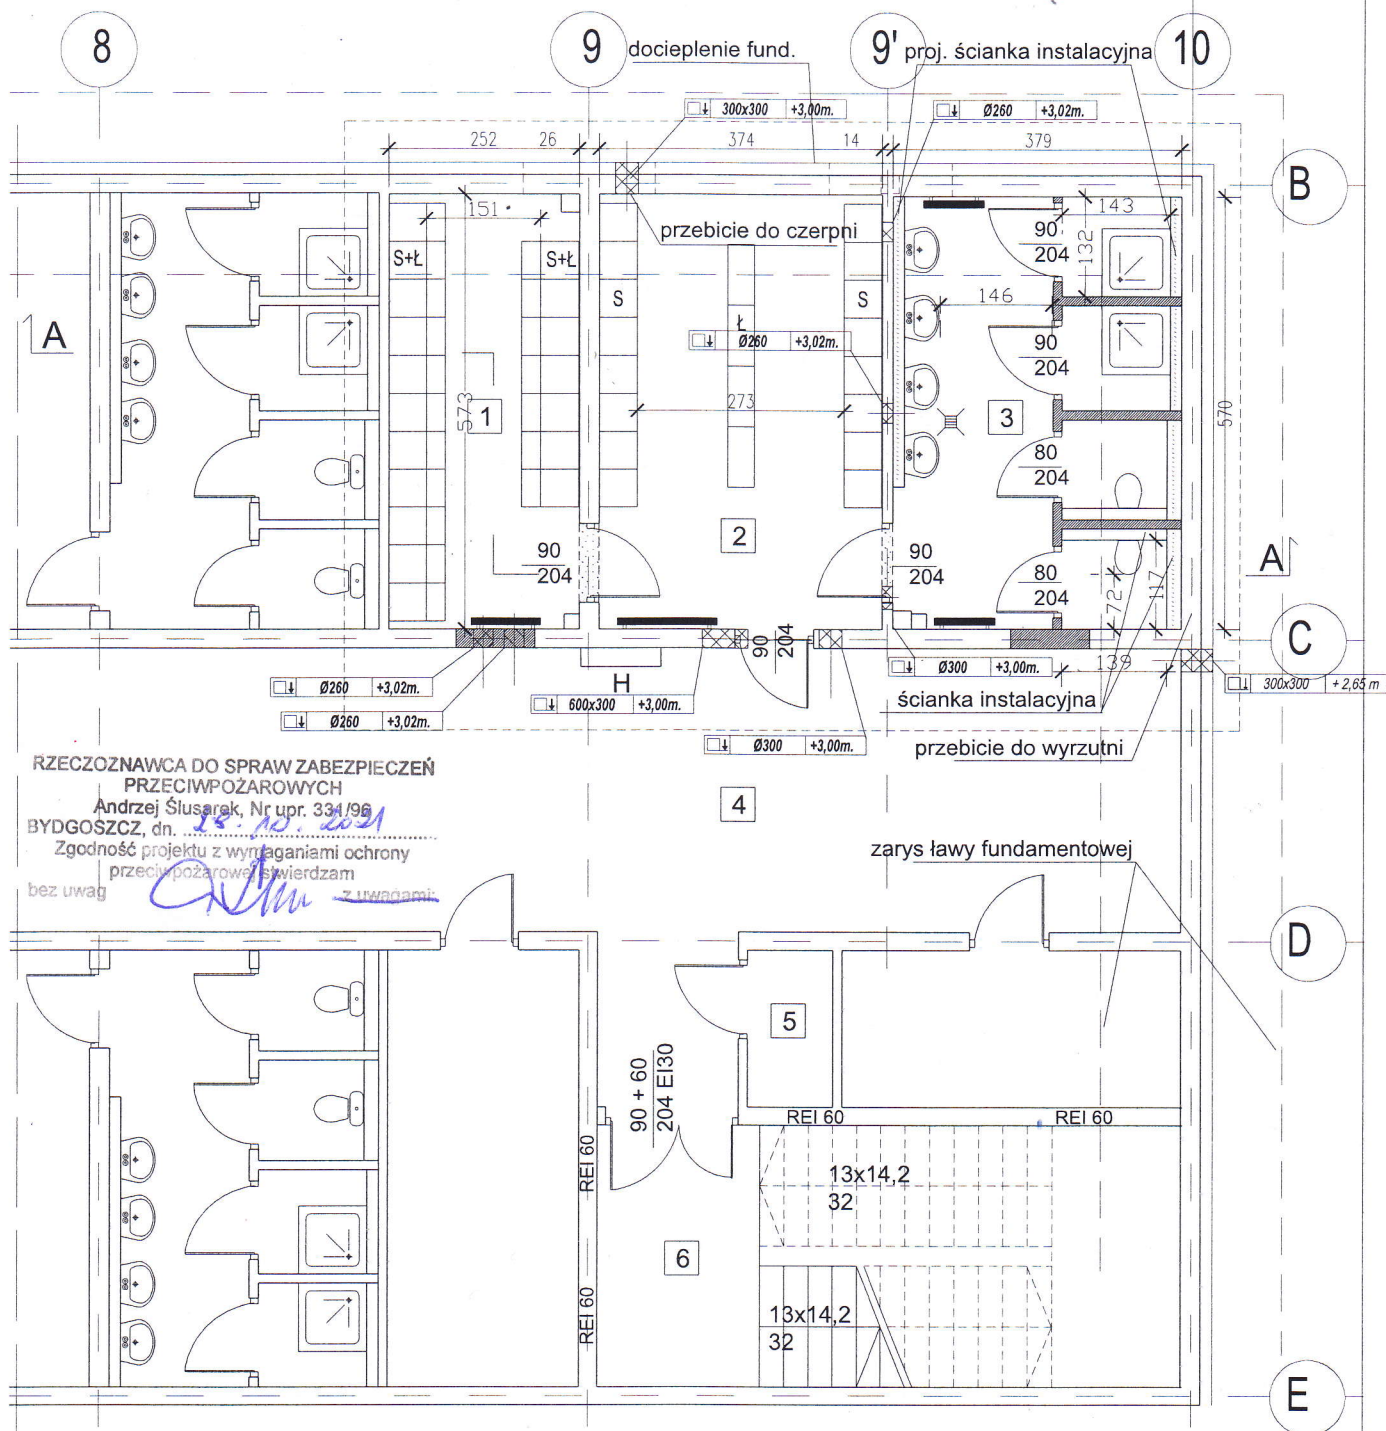 8
9
9'
10
docieplenie fund.
proj. ścianka instalacyjna
300x300 +3,00m.
Ø260 +3,02m.
252
26
374
14
379
B
151
143
przebicie do czerpni
90
204
132
S+Ł
S+Ł
S
S
146
A
Ł
Ø260 +3,02m.
90
204
273
573
1
3
570
80
204
2
90
204
90
204
80
204
A
72
117
90
204
C
Ø300 +3,00m.
139
Ø260 +3,02m.
H
600x300 +3,00m.
300x300 + 2,65 m
ścianka instalacyjna
Ø260 +3,02m.
Ø300 +3,00m.
przebicie do wyrzutni
RZECZOZNAWCA DO SPRAW ZABEZPIECZEŃ
PRZECIWPOŻAROWYCH
Andrzej Ślusarek, Nr upr. 331/96
BYDGOSZCZ, dn. 28. 10. 2021
Zgodność projektu z wymaganiami ochrony
przeciwpożarowej stwierdzam
bez uwag z uwagami:
4
zarys ławy fundamentowej
D
5
90 + 60
204 EI30
REI 60
REI 60
REI 60
13x14,2
32
6
REI 60
13x14,2
32
E